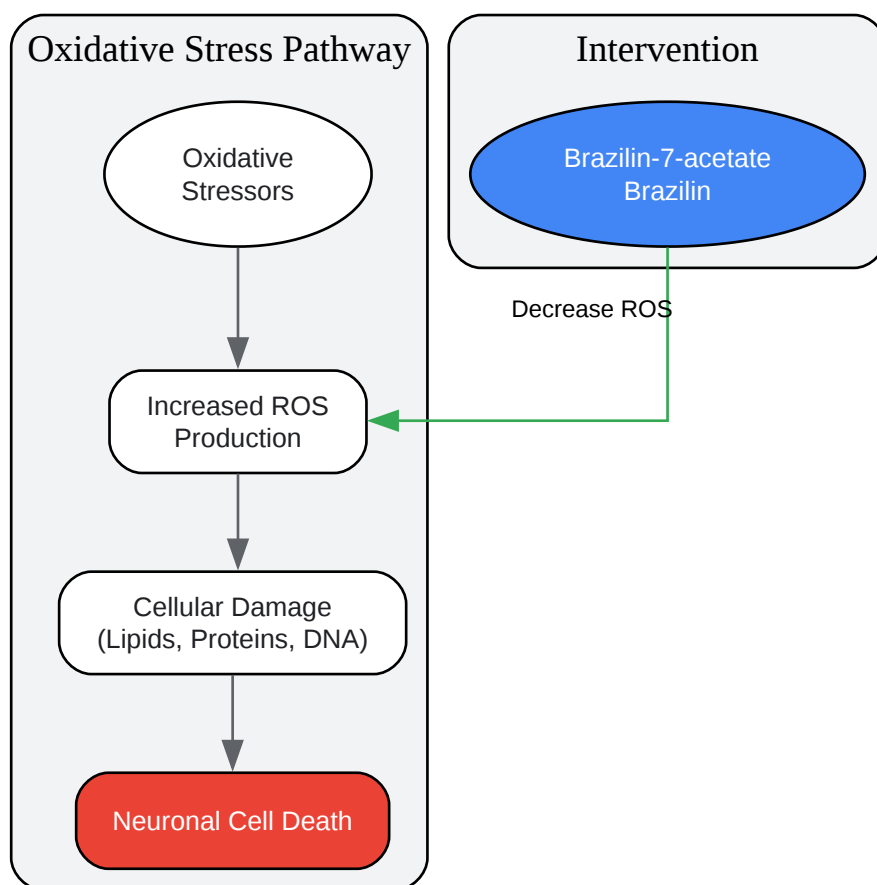 Oxidative Stress Pathway
Oxidative
Stressors
Increased ROS
Production
Cellular Damage
(Lipids, Proteins, DNA)
Neuronal Cell Death
Intervention
Brazilin-7-acetate
Brazilin
Decrease ROS